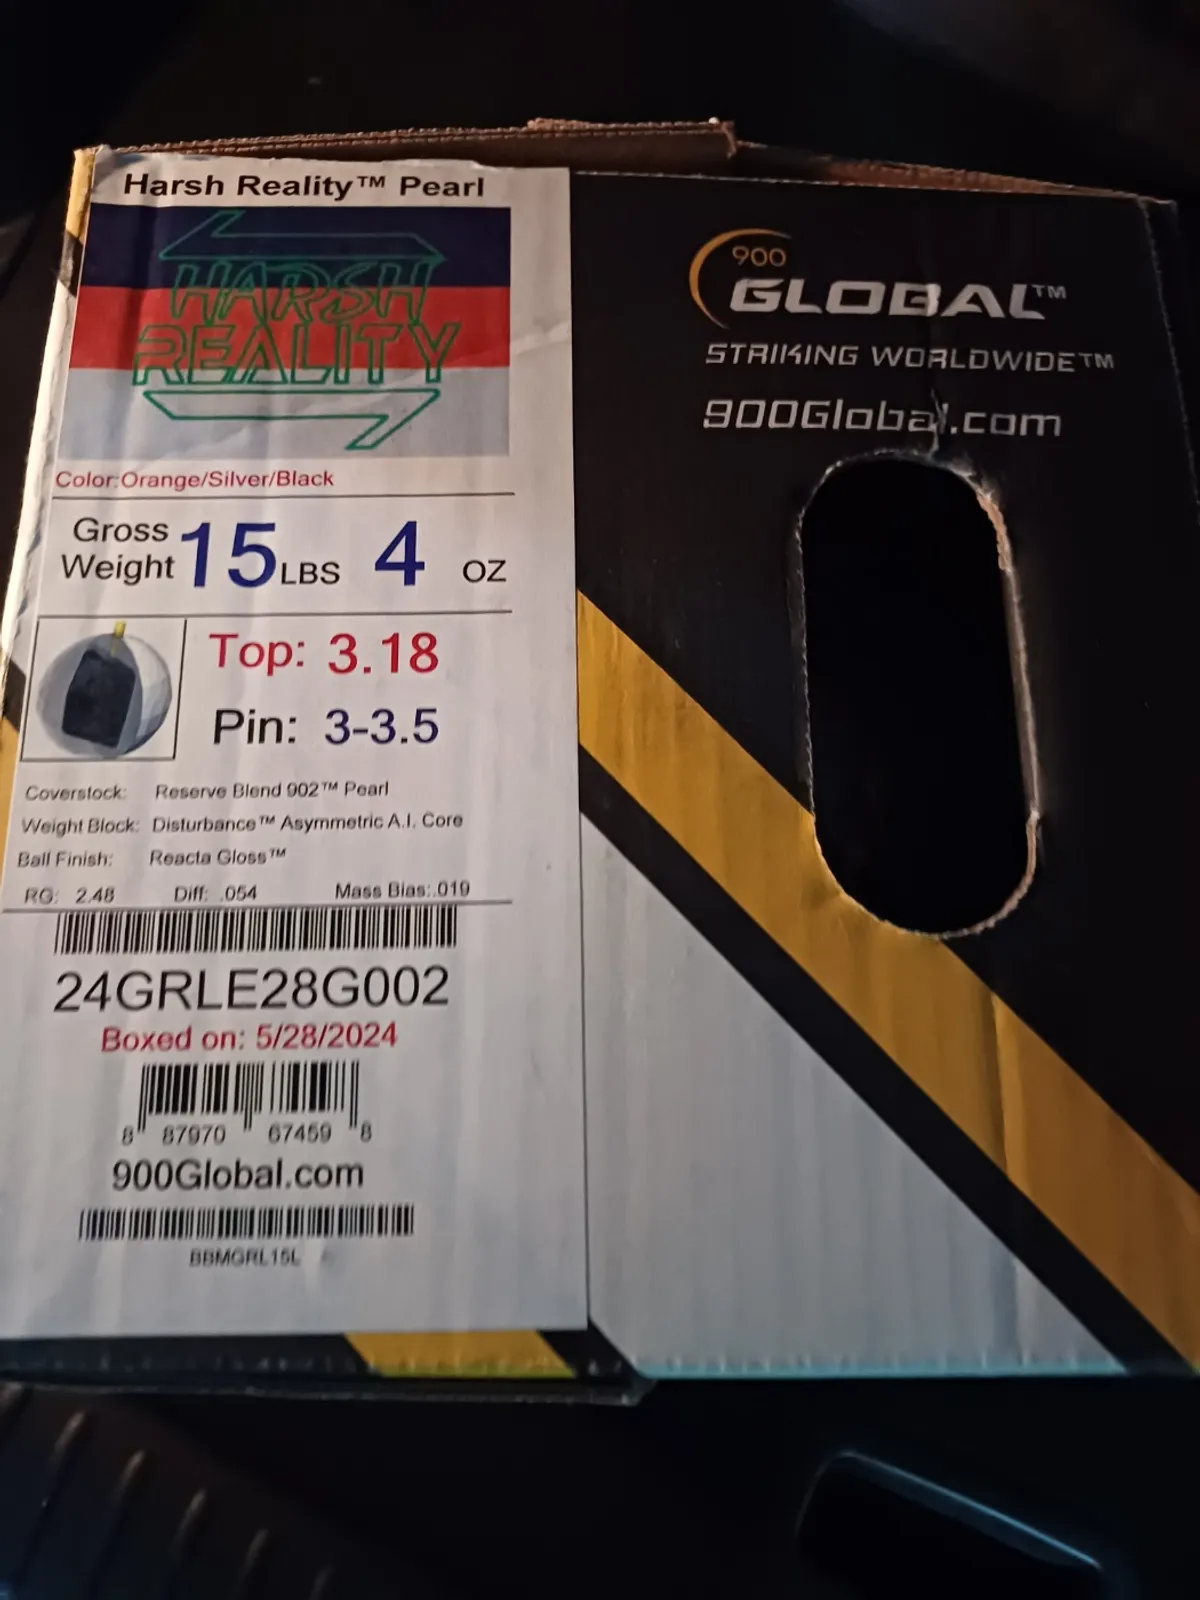 Harsh Reality™ Pearl
HARSH
REALITY
Color:Orange/Silver/Black
Gross Weight 15 LBS 4 OZ
Top: 3.18
Pin: 3-3.5
Coverstock: Reserve Blend 902™ Pearl
Weight Block: Disturbance™ Asymmetric A.I. Core
Ball Finish: Reacta Gloss™
RG: 2.48 Diff: .054 Mass Bias:.019
24GRLE28G002
Boxed on: 5/28/2024
8 87970 67459 8
900Global.com
BBMGRL15L
900
GLOBAL™
STRIKING WORLDWIDE™
900Global.com